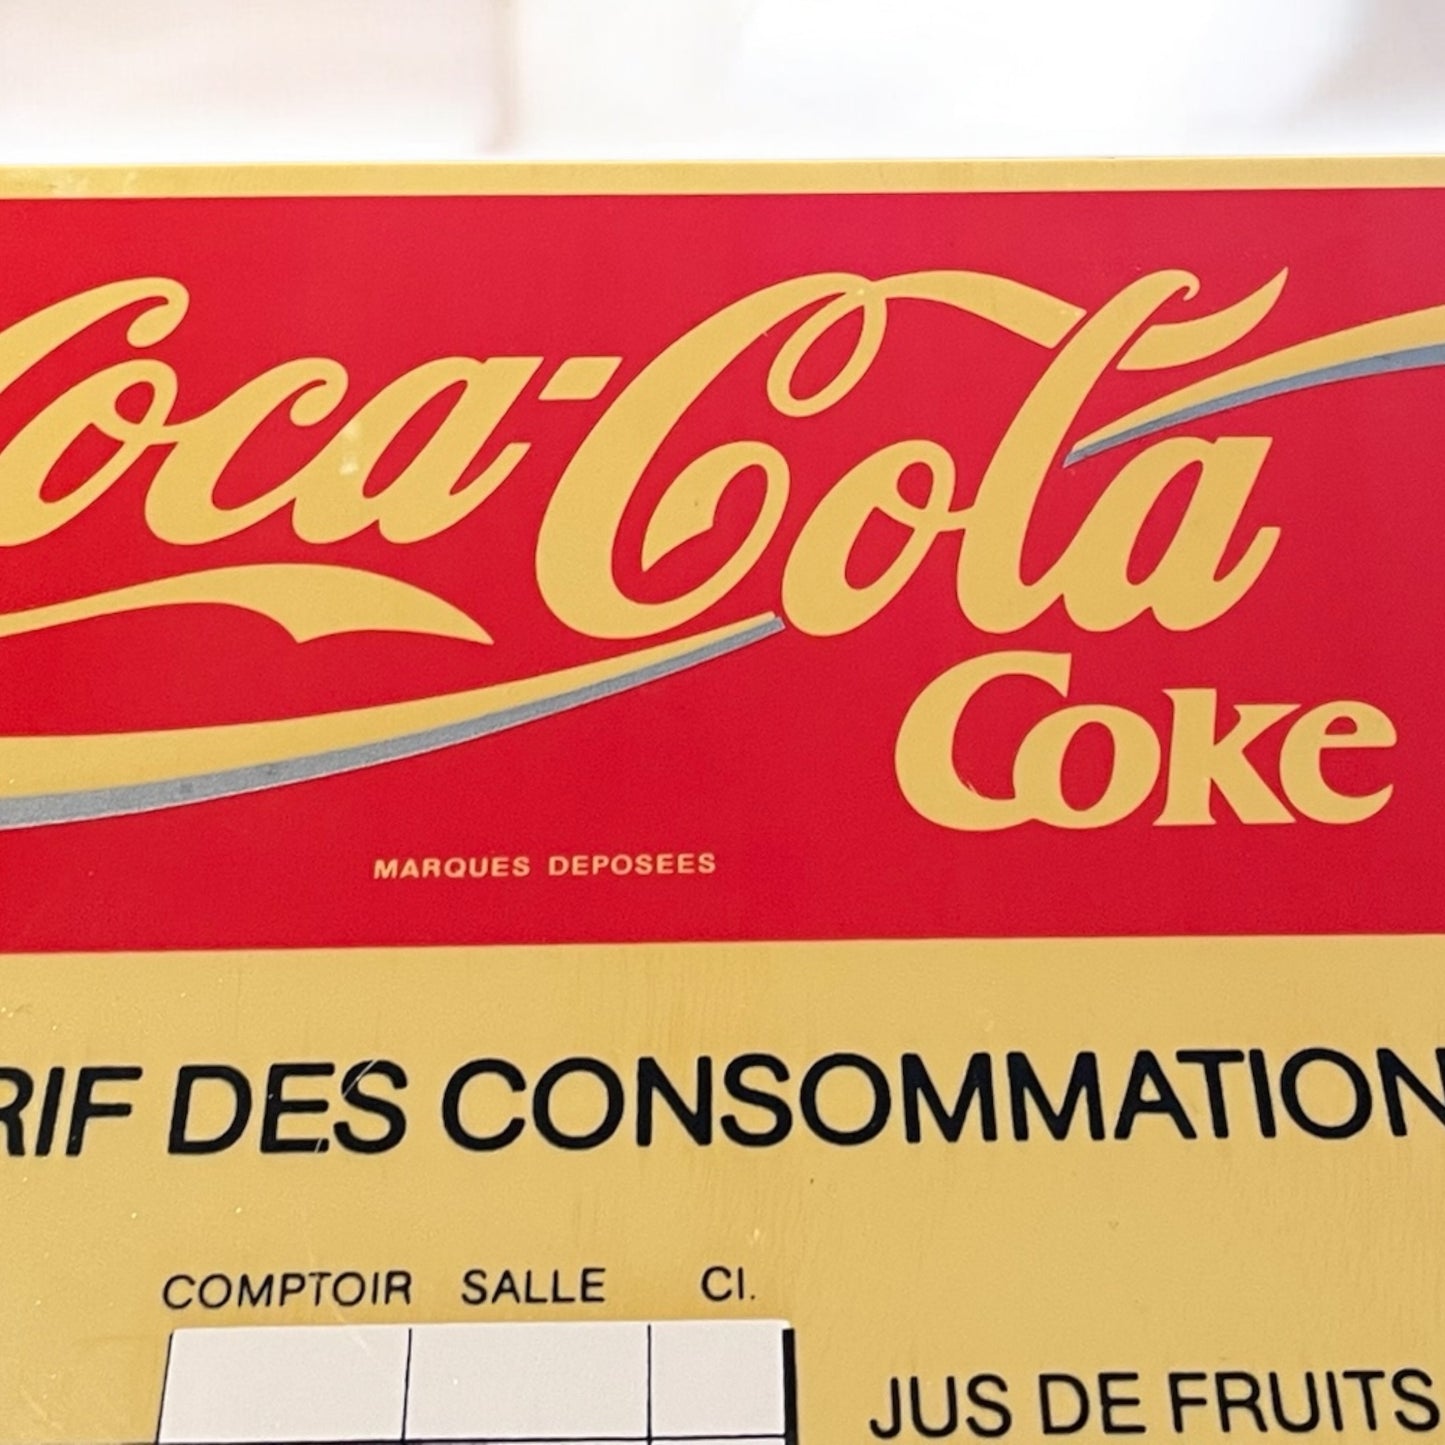 Coca-Cola
Coke
MARQUES DEPOSEES
RIF DES CONSOMMATION
COMPTOIR SALLE Cl.
JUS DE FRUITS